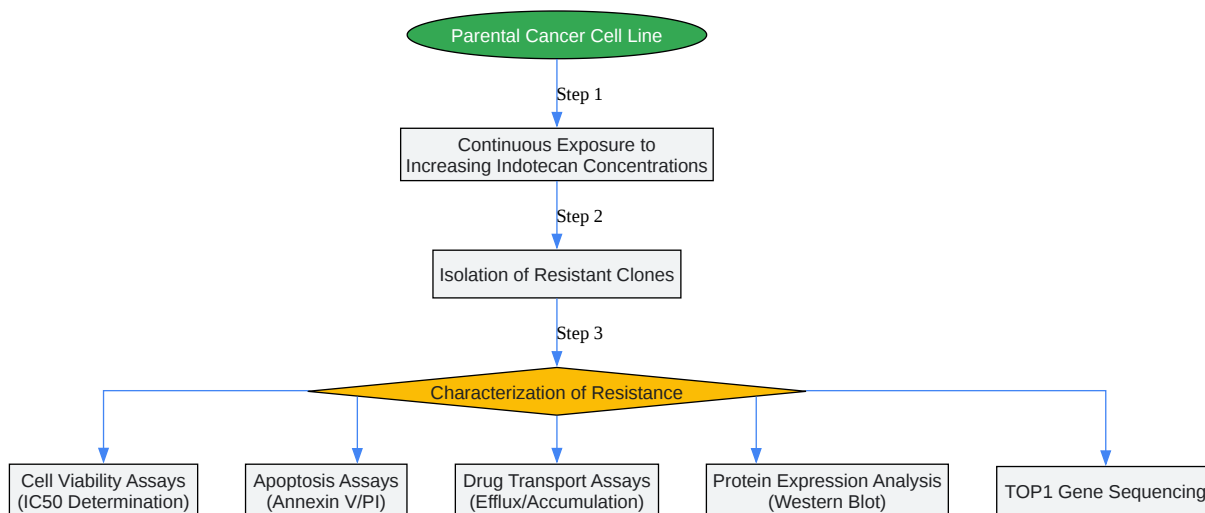 Parental Cancer Cell Line
Step 1
Continuous Exposure to
Increasing Indotecan Concentrations
Step 2
Isolation of Resistant Clones
Step 3
Characterization of Resistance
Cell Viability Assays
(IC50 Determination)
Apoptosis Assays
(Annexin V/PI)
Drug Transport Assays
(Efflux/Accumulation)
Protein Expression Analysis
(Western Blot)
TOP1 Gene Sequencing